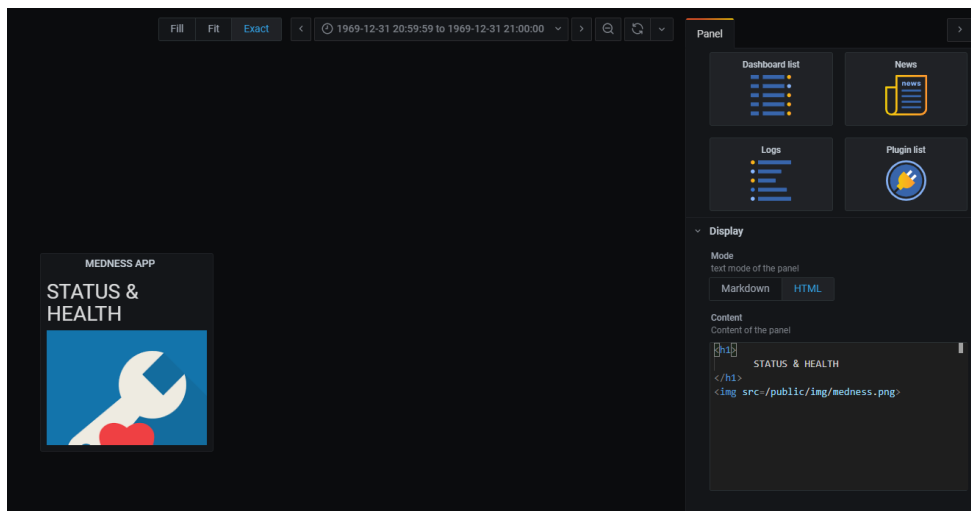 Fill Fit Exact 1969-12-31 20:59:59 to 1969-12-31 21:00:00
Panel
Dashboard list News
news
Logs Plugin list
Display
Mode
text mode of the panel
Markdown HTML
Content
Content of the panel
<h1>
STATUS & HEALTH
</h1>
<img src=/public/img/medness.png>
MEDNESS APP
STATUS &
HEALTH